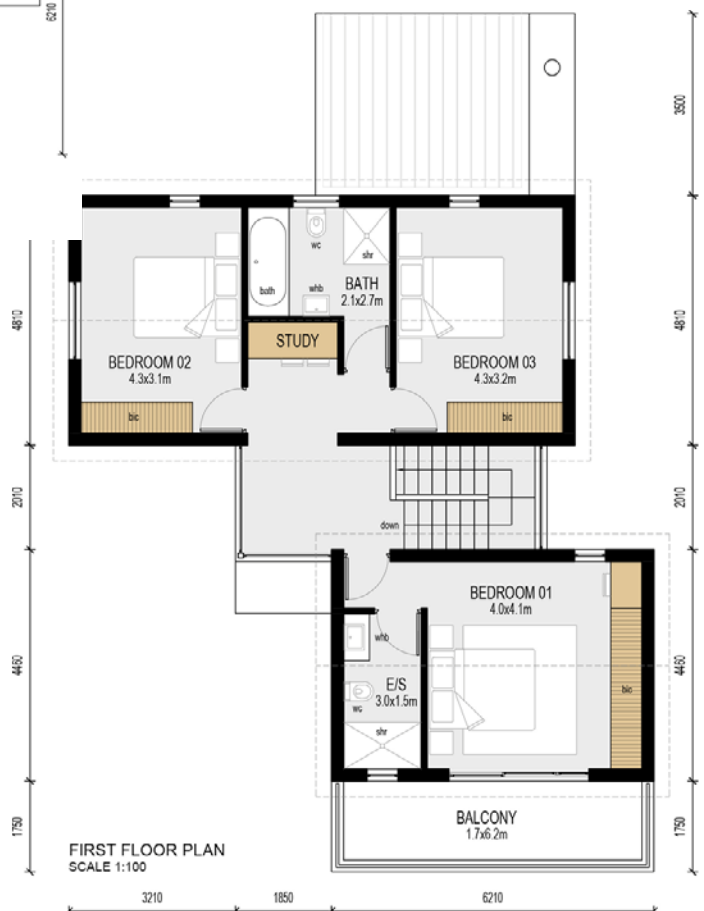 6210
3500
wc
shr
bath
whb
BATH
2.1x2.7m
4810
4810
STUDY
BEDROOM 02
4.3x3.1m
BEDROOM 03
4.3x3.2m
bic
bic
2010
2010
down
BEDROOM 01
4.0x4.1m
whb
4460
4460
E/S
3.0x1.5m
wc
bic
shr
1750
1750
BALCONY
1.7x6.2m
FIRST FLOOR PLAN
SCALE 1:100
3210
1850
6210